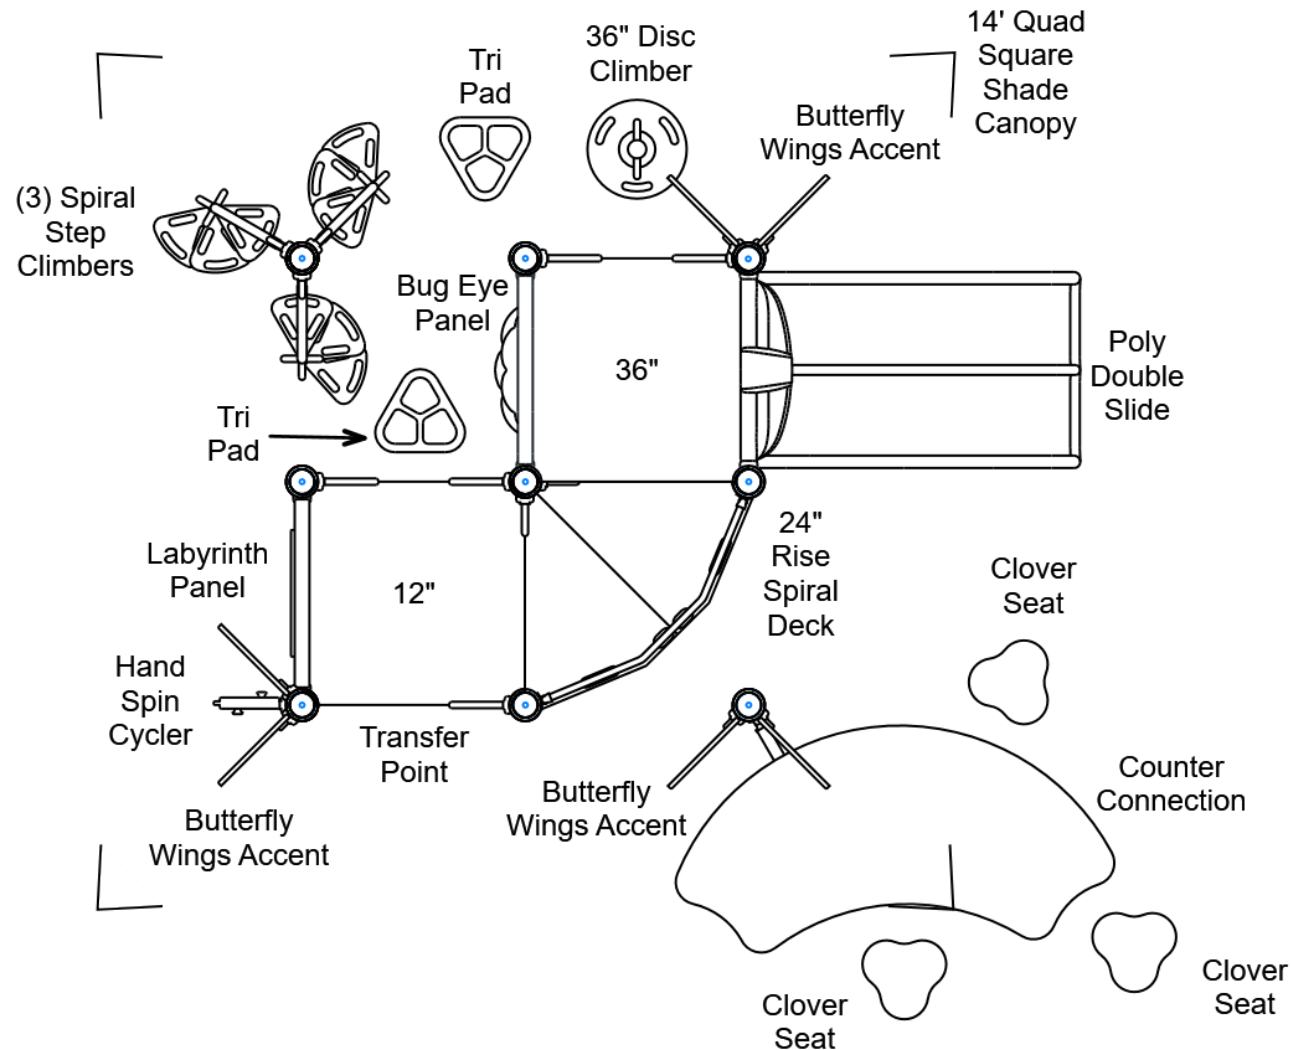 14' Quad
Square
Shade
Canopy
36" Disc
Climber
Tri
Pad
Butterfly
Wings Accent
(3) Spiral
Step
Climbers
Bug Eye
Panel
36"
Poly
Double
Slide
Tri
Pad
24"
Rise
Spiral
Deck
Labyrinth
Panel
12"
Clover
Seat
Hand
Spin
Cycler
Transfer
Point
Butterfly
Wings Accent
Counter
Connection
Butterfly
Wings Accent
Clover
Seat
Clover
Seat